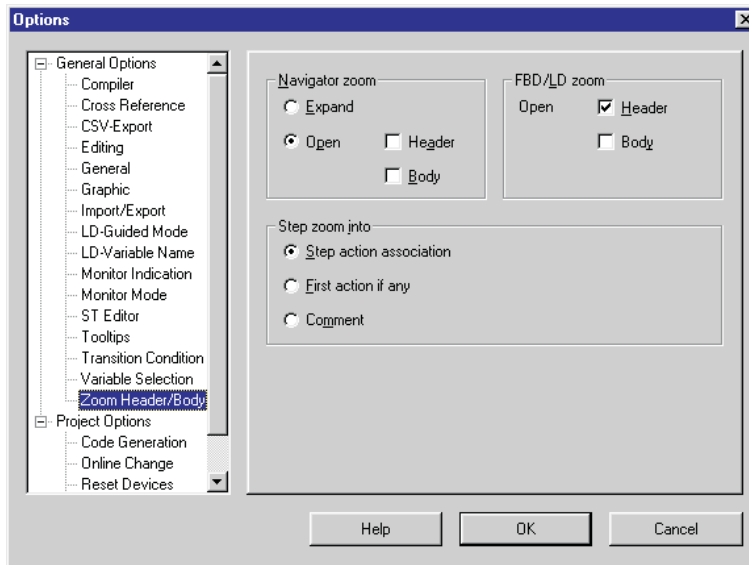 Options
General Options
Compiler
Cross Reference
CSV-Export
Editing
General
Graphic
Import/Export
LD-Guided Mode
LD-Variable Name
Monitor Indication
Monitor Mode
ST Editor
Tooltips
Transition Condition
Variable Selection
Zoom Header/Body
Project Options
Code Generation
Online Change
Reset Devices
Navigator zoom
Expand
Open Header
Body
FBD/LD zoom
Open Header
Body
Step zoom into
Step action association
First action if any
Comment
Help OK Cancel